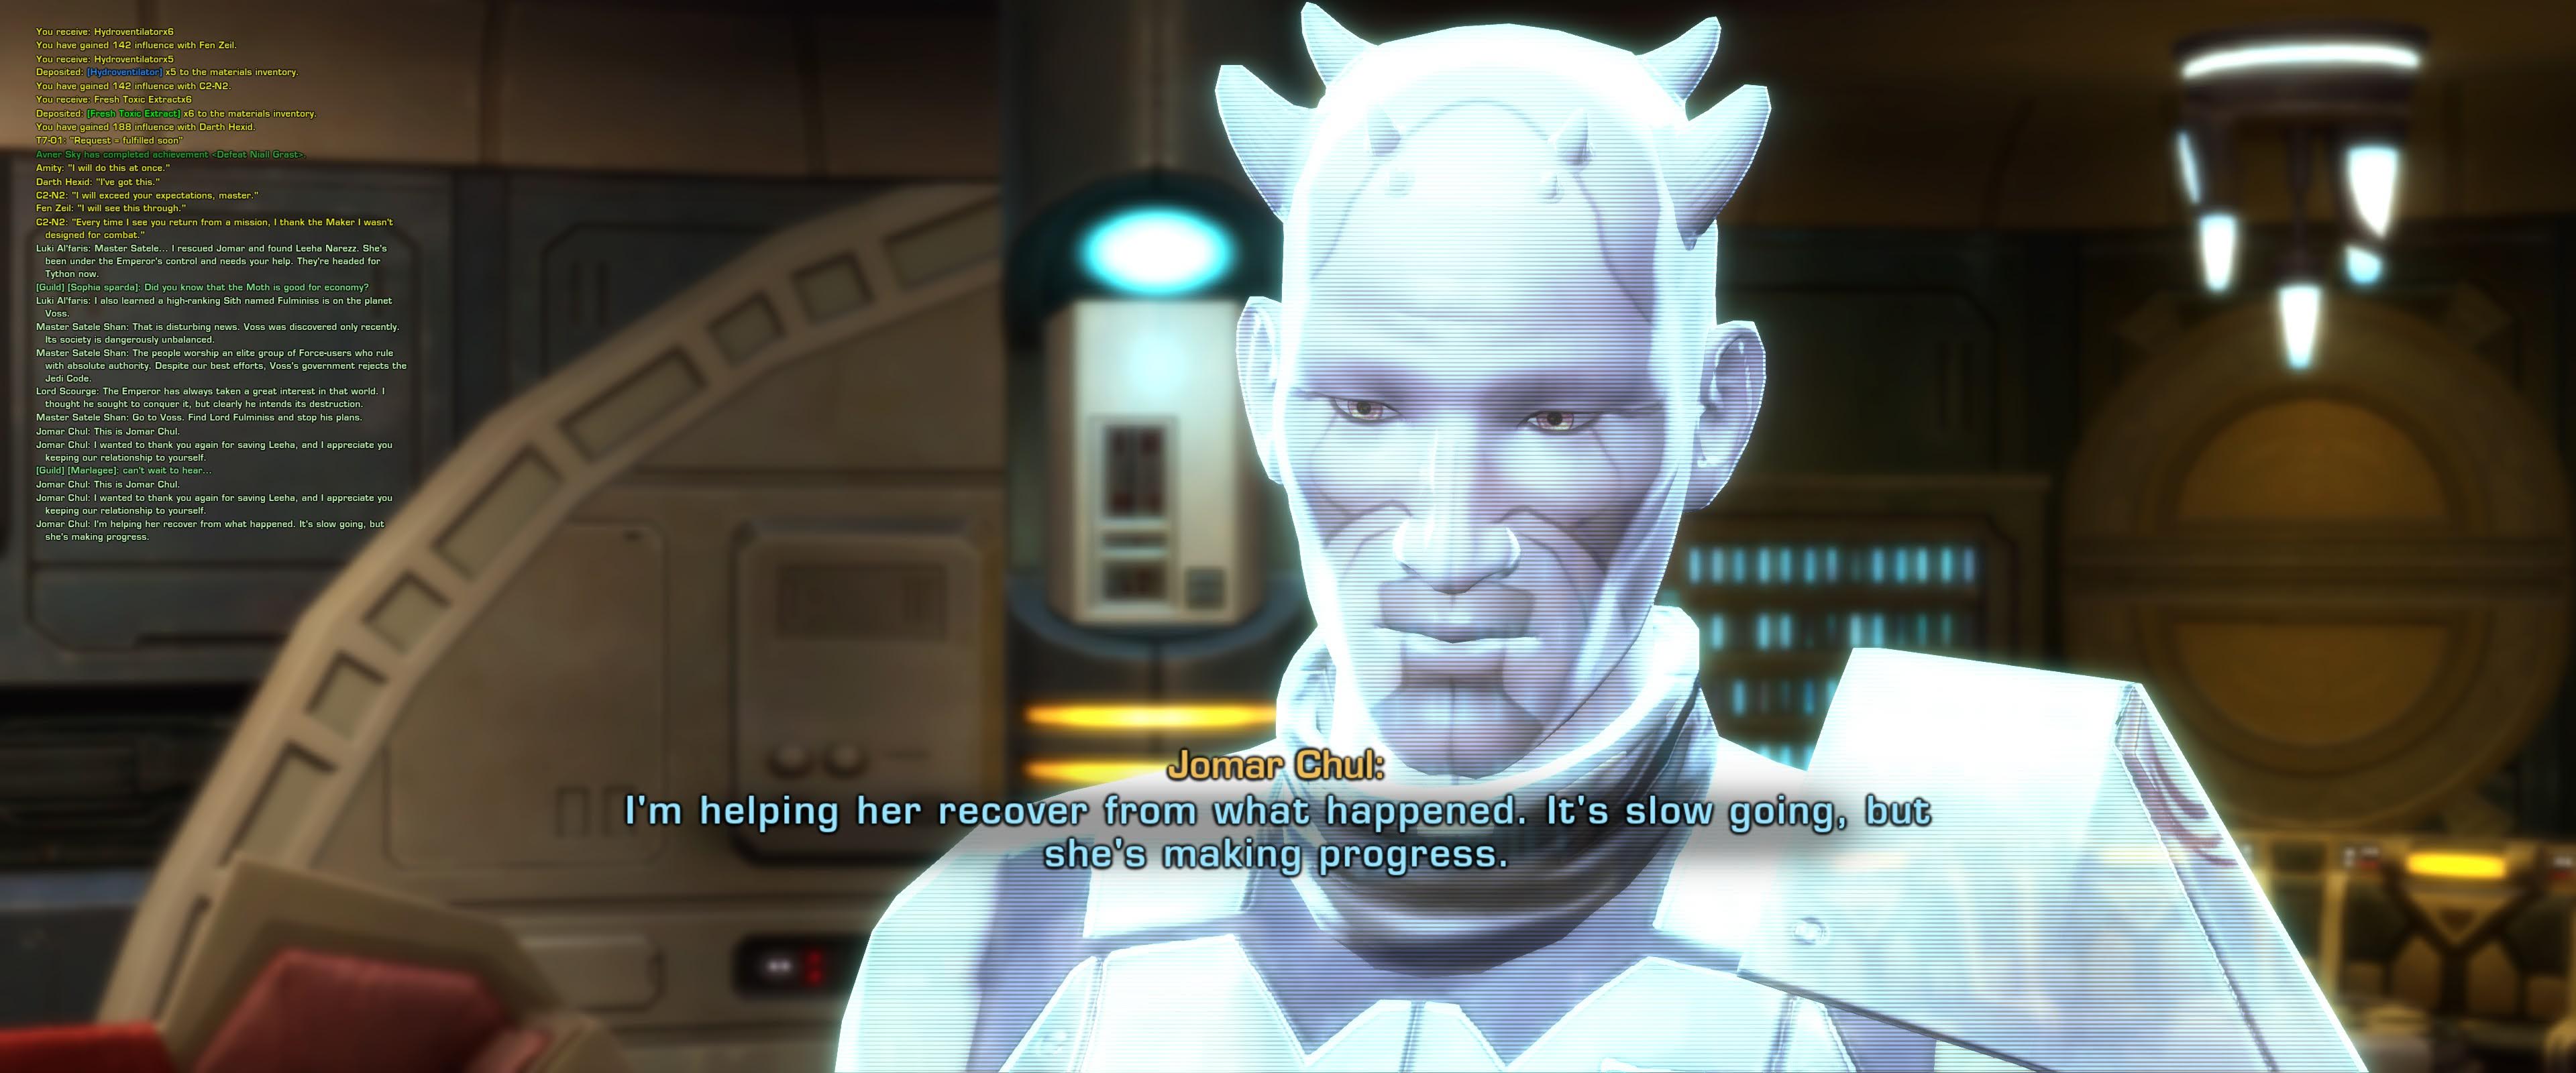 You receive: Hydroventilatorx6
You have gained 142 influence with Fen Zeil.
You receive: Hydroventilatorx5
Deposited: [Hydroventilator] x5 to the materials inventory.
You have gained 142 influence with C2-N2.
You receive: Fresh Toxic Extractx6
Deposited: [Fresh Toxic Extract] x6 to the materials inventory.
You have gained 188 influence with Darth Hexid.
T7-O1: "Request = fulfilled soon"
Avner Sky has completed achievement <Defeat Niall Grast>
Amity: "I will do this at once."
Darth Hexid: "I've got this."
C2-N2: "I will exceed your expectations, master."
Fen Zeil: "I will see this through."
C2-N2: "Every time I see you return from a mission, I thank the Maker I wasn't
designed for combat."
Luki Al'faris: Master Satele... I rescued Jomar and found Leeha Narezz. She's
been under the Emperor's control and needs your help. They're headed for
Tython now.
[Guild] [Sophia sparda]: Did you know that the Moth is good for economy?
Luki Al'faris: I also learned a high-ranking Sith named Fulminiss is on the planet
Voss.
Master Satele Shan: That is disturbing news. Voss was discovered only recently.
Its society is dangerously unbalanced.
Master Satele Shan: The people worship an elite group of Force-users who rule
with absolute authority. Despite our best efforts, Voss's government rejects the
Jedi Code.
Lord Scourge: The Emperor has always taken a great interest in that world. I
thought he sought to conquer it, but clearly he intends its destruction.
Master Satele Shan: Go to Voss. Find Lord Fulminiss and stop his plans.
Jomar Chul: This is Jomar Chul.
Jomar Chul: I wanted to thank you again for saving Leeha, and I appreciate you
keeping our relationship to yourself.
[Guild] [Marlagee]: can't wait to hear...
Jomar Chul: This is Jomar Chul.
Jomar Chul: I wanted to thank you again for saving Leeha, and I appreciate you
keeping our relationship to yourself.
Jomar Chul: I'm helping her recover from what happened. It's slow going, but
she's making progress.
Jomar Chul:
I'm helping her recover from what happened. It's slow going, but
she's making progress.